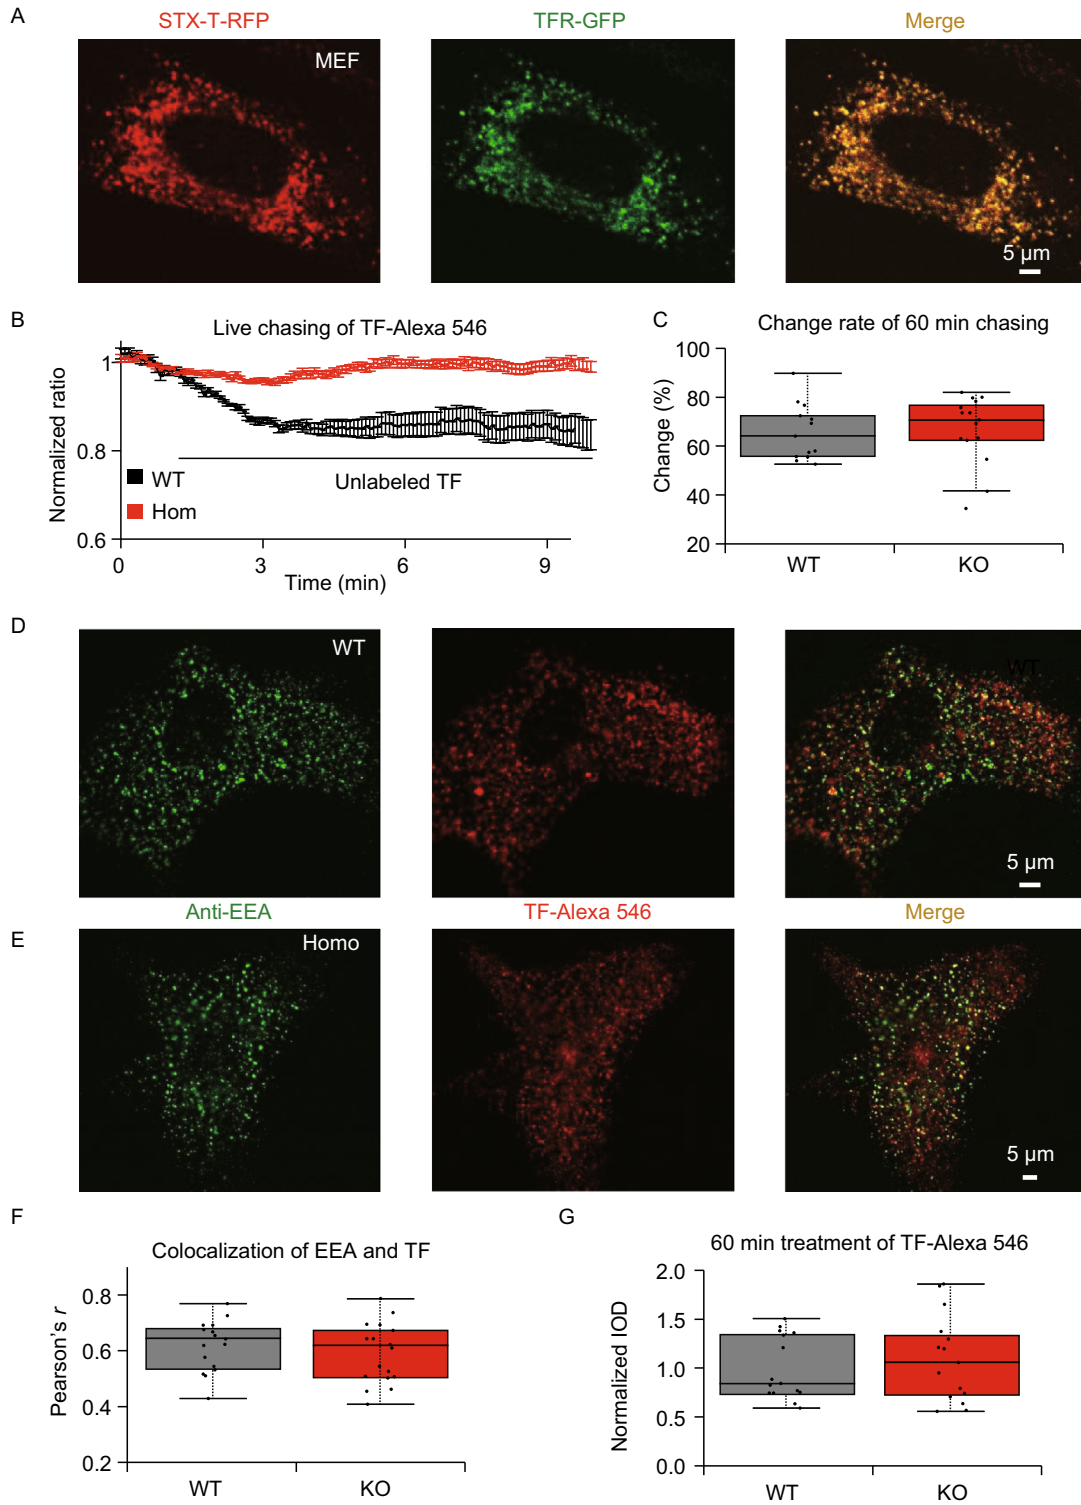 A
STX-T-RFP
TFR-GFP
Merge
MEF
5 μm
B
Live chasing of TF-Alexa 546
Normalized ratio
1
0.8
0.6
WT
Hom
Unlabeled TF
0
3
6
9
Time (min)
C
Change rate of 60 min chasing
Change (%)
100
80
60
40
20
WT
KO
D
WT
WT
5 μm
Anti-EEA
TF-Alexa 546
Merge
E
Homo
5 μm
F
Colocalization of EEA and TF
Pearson's r
0.8
0.6
0.4
0.2
WT
KO
G
60 min treatment of TF-Alexa 546
Normalized IOD
2.0
1.5
1.0
0.5
0.0
WT
KO